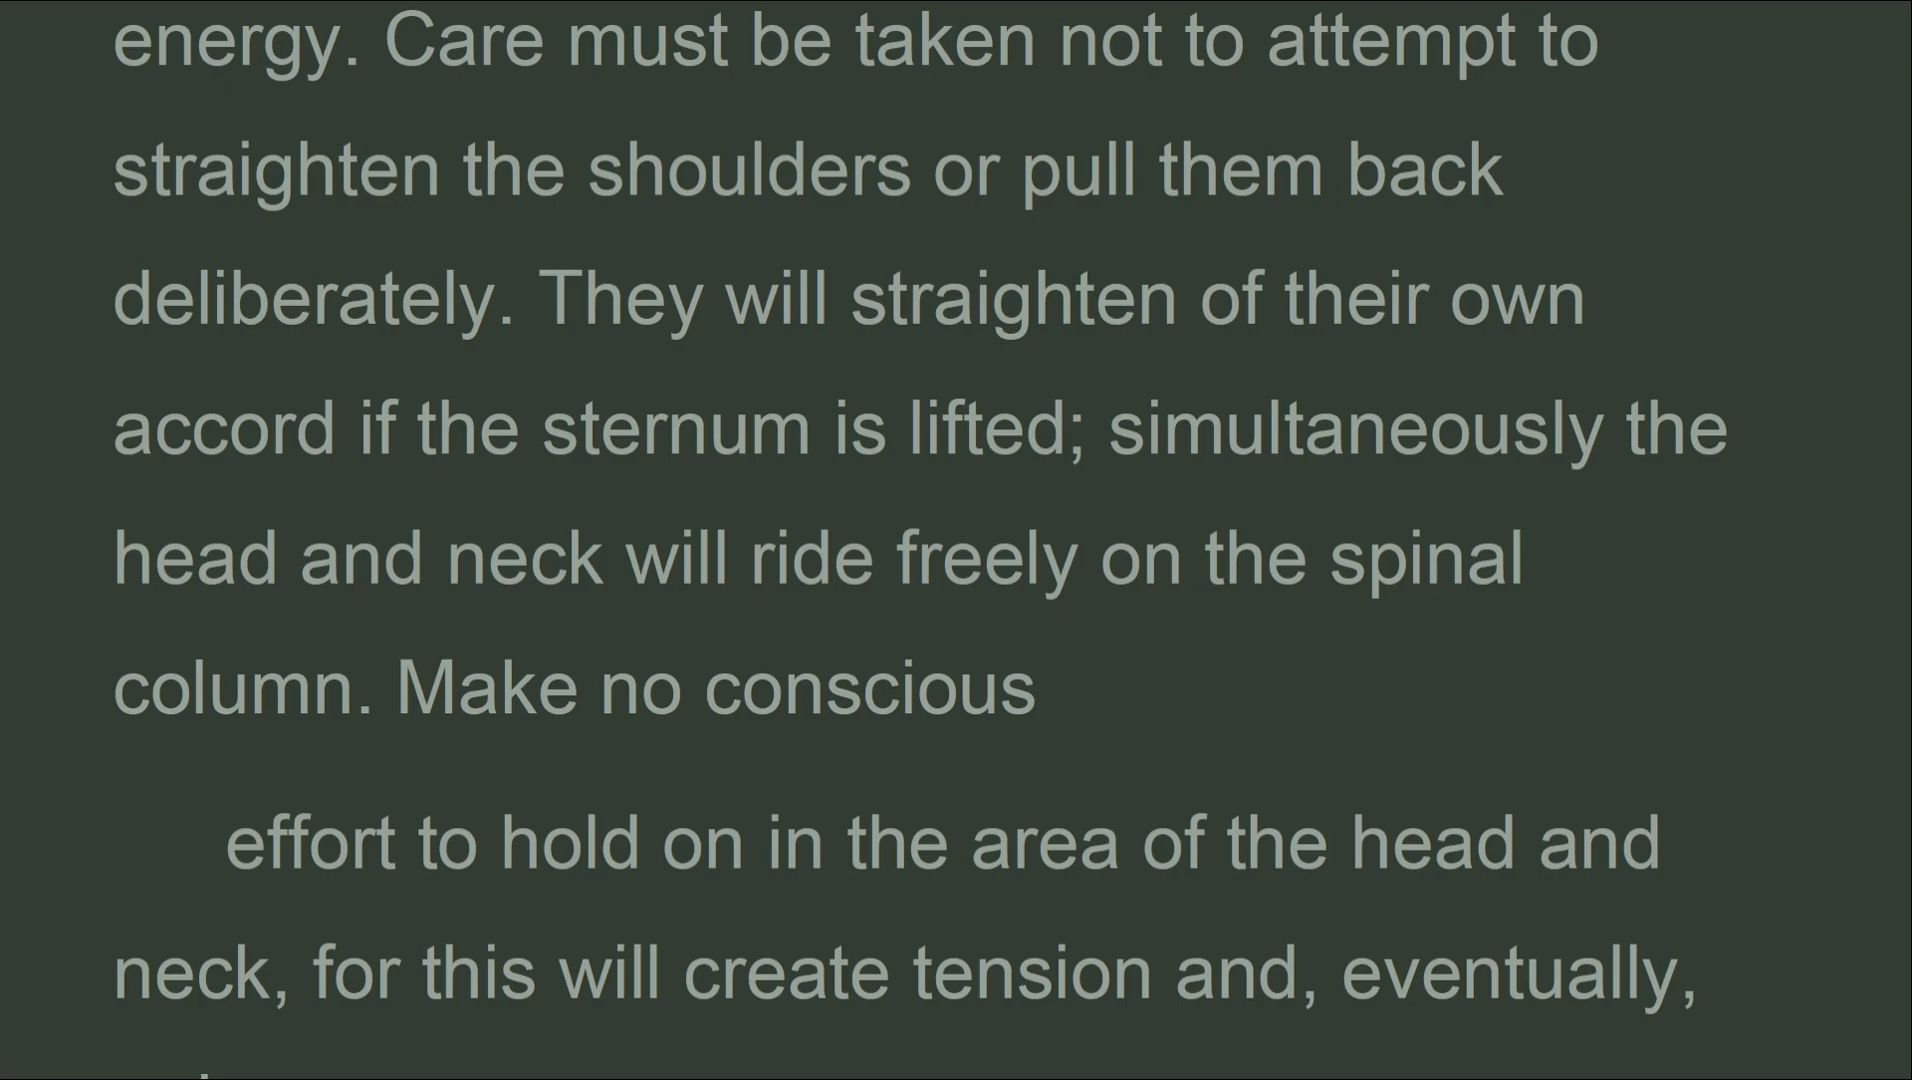 energy. Care must be taken not to attempt to
straighten the shoulders or pull them back
deliberately. They will straighten of their own
accord if the sternum is lifted; simultaneously the
head and neck will ride freely on the spinal
column. Make no conscious
effort to hold on in the area of the head and
neck, for this will create tension and, eventually,